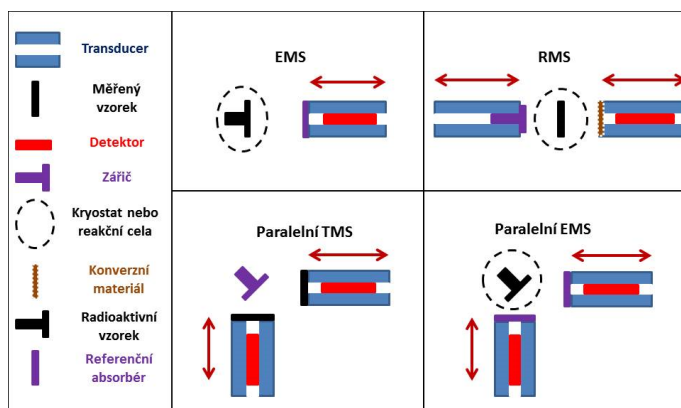 Transducer
Měřený
vzorek
Detektor
Zářič
Kryostat nebo
reakční cela
Konverzní
materiál
Radioaktivní
vzorek
Referenční
absorbér
EMS
RMS
Paralelní TMS
Paralelní EMS